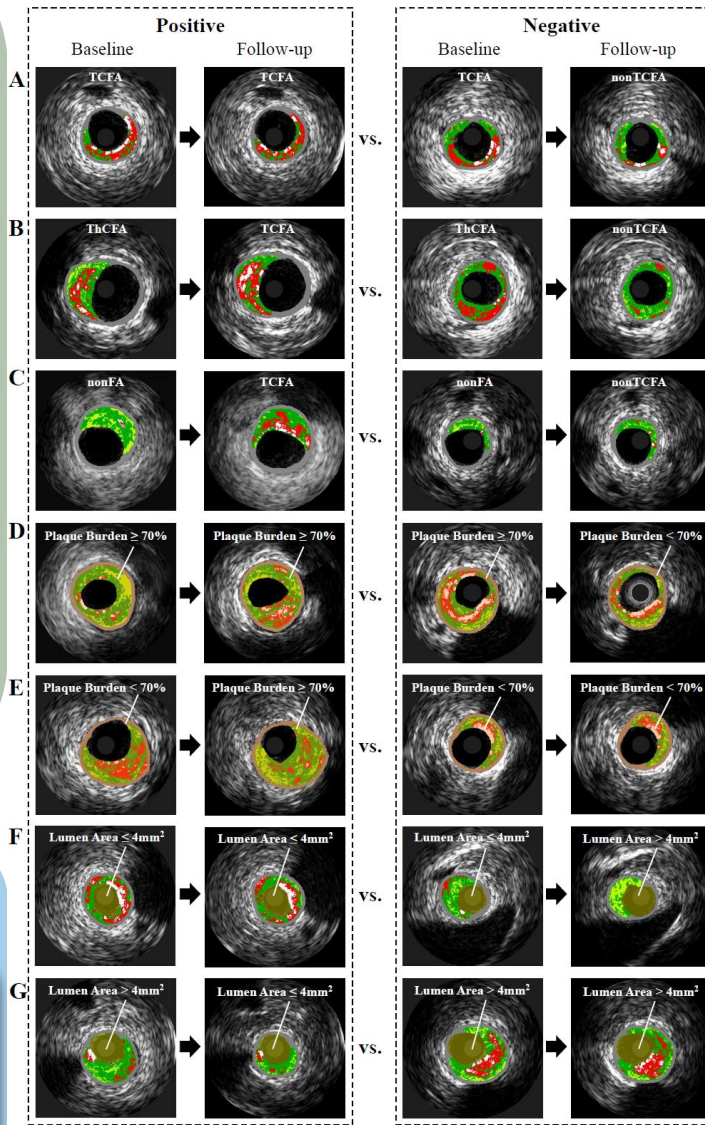 Positive Negative
Baseline Follow-up Baseline Follow-up
A TCFA TCFA vs. TCFA nonTCFA
B ThCFA TCFA vs. ThCFA nonTCFA
C nonFA TCFA vs. nonFA nonTCFA
D Plaque Burden ≥ 70% Plaque Burden ≥ 70% vs. Plaque Burden ≥ 70% Plaque Burden < 70%
E Plaque Burden < 70% Plaque Burden ≥ 70% vs. Plaque Burden < 70% Plaque Burden < 70%
F Lumen Area ≤ 4mm² Lumen Area ≤ 4mm² vs. Lumen Area ≤ 4mm² Lumen Area > 4mm²
G Lumen Area > 4mm² Lumen Area ≤ 4mm² vs. Lumen Area > 4mm² Lumen Area > 4mm²